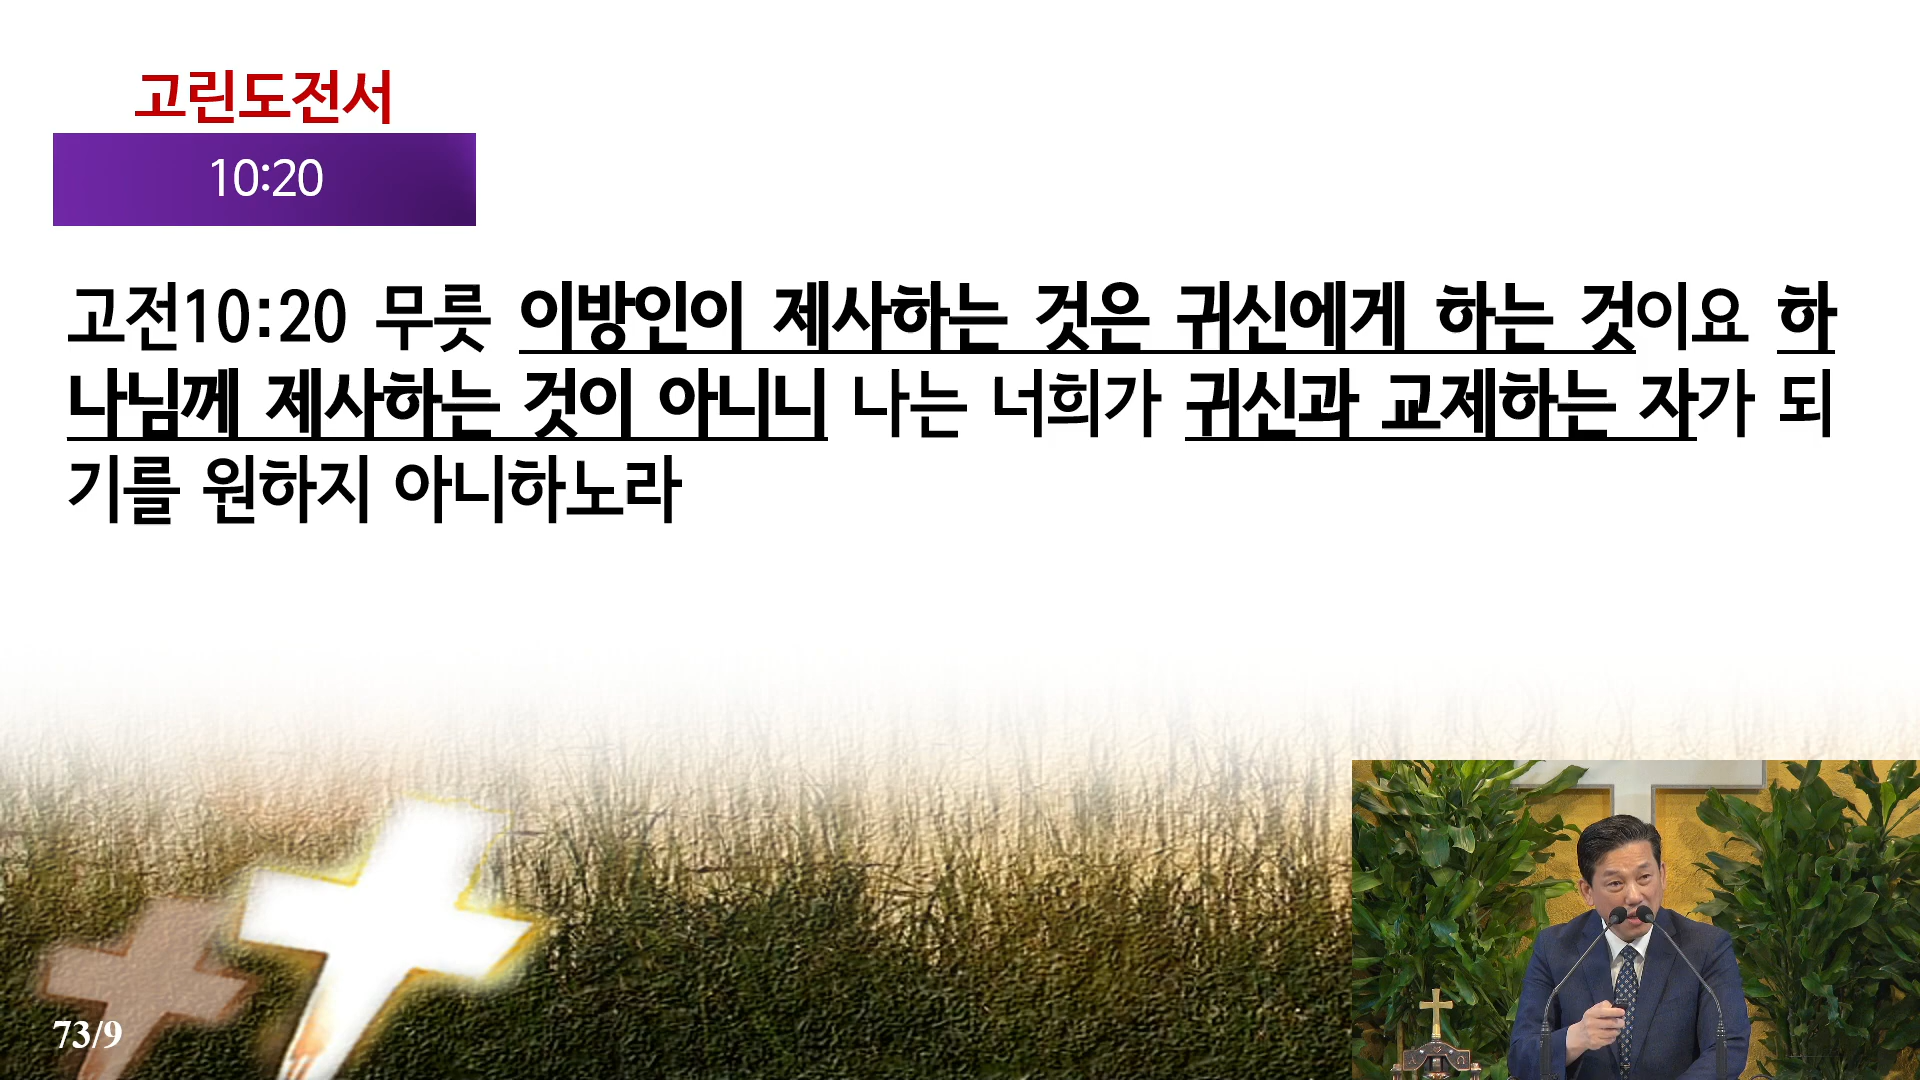 고린도전서
10:20
고전10:20 무릇 이방인이 제사하는 것은 귀신에게 하는 것이요 하
나님께 제사하는 것이 아니니 나는 너희가 귀신과 교제하는 자가 되
기를 원하지 아니하노라
73/9